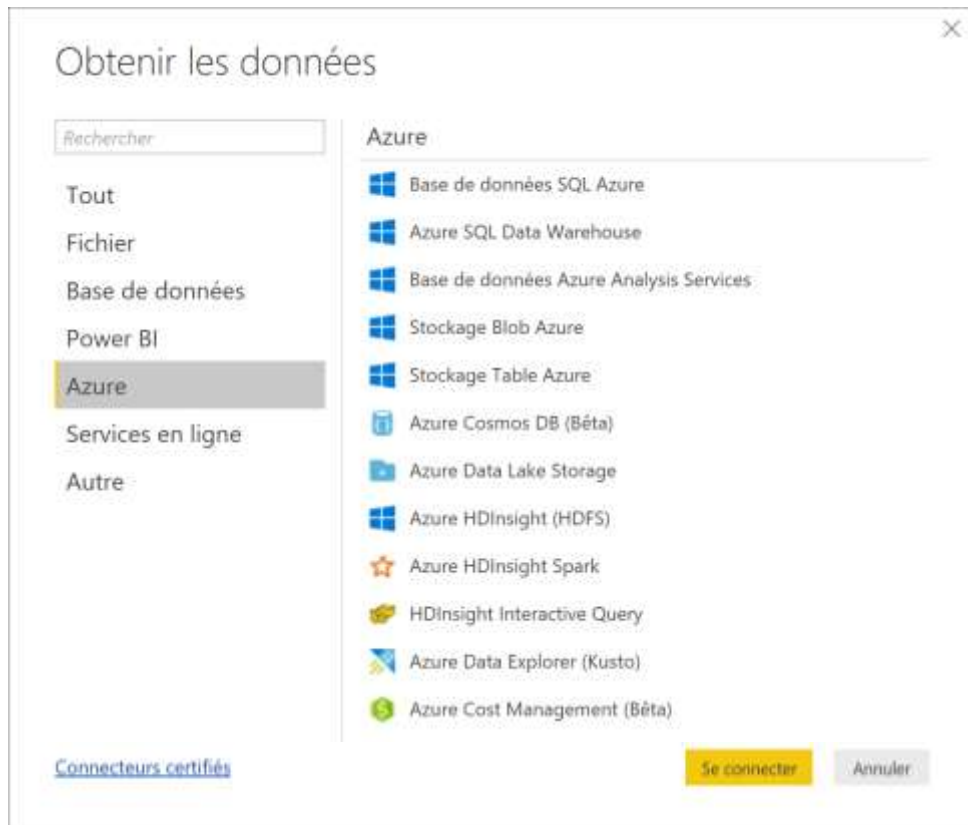 Obtenir les données
Rechercher
Tout
Fichier
Base de données
Power BI
Azure
Services en ligne
Autre
Azure
Base de données SQL Azure
Azure SQL Data Warehouse
Base de données Azure Analysis Services
Stockage Blob Azure
Stockage Table Azure
Azure Cosmos DB (Bêta)
Azure Data Lake Storage
Azure HDInsight (HDFS)
Azure HDInsight Spark
HDInsight Interactive Query
Azure Data Explorer (Kusto)
Azure Cost Management (Bêta)
Connecteurs certifiés
Se connecter
Annuler